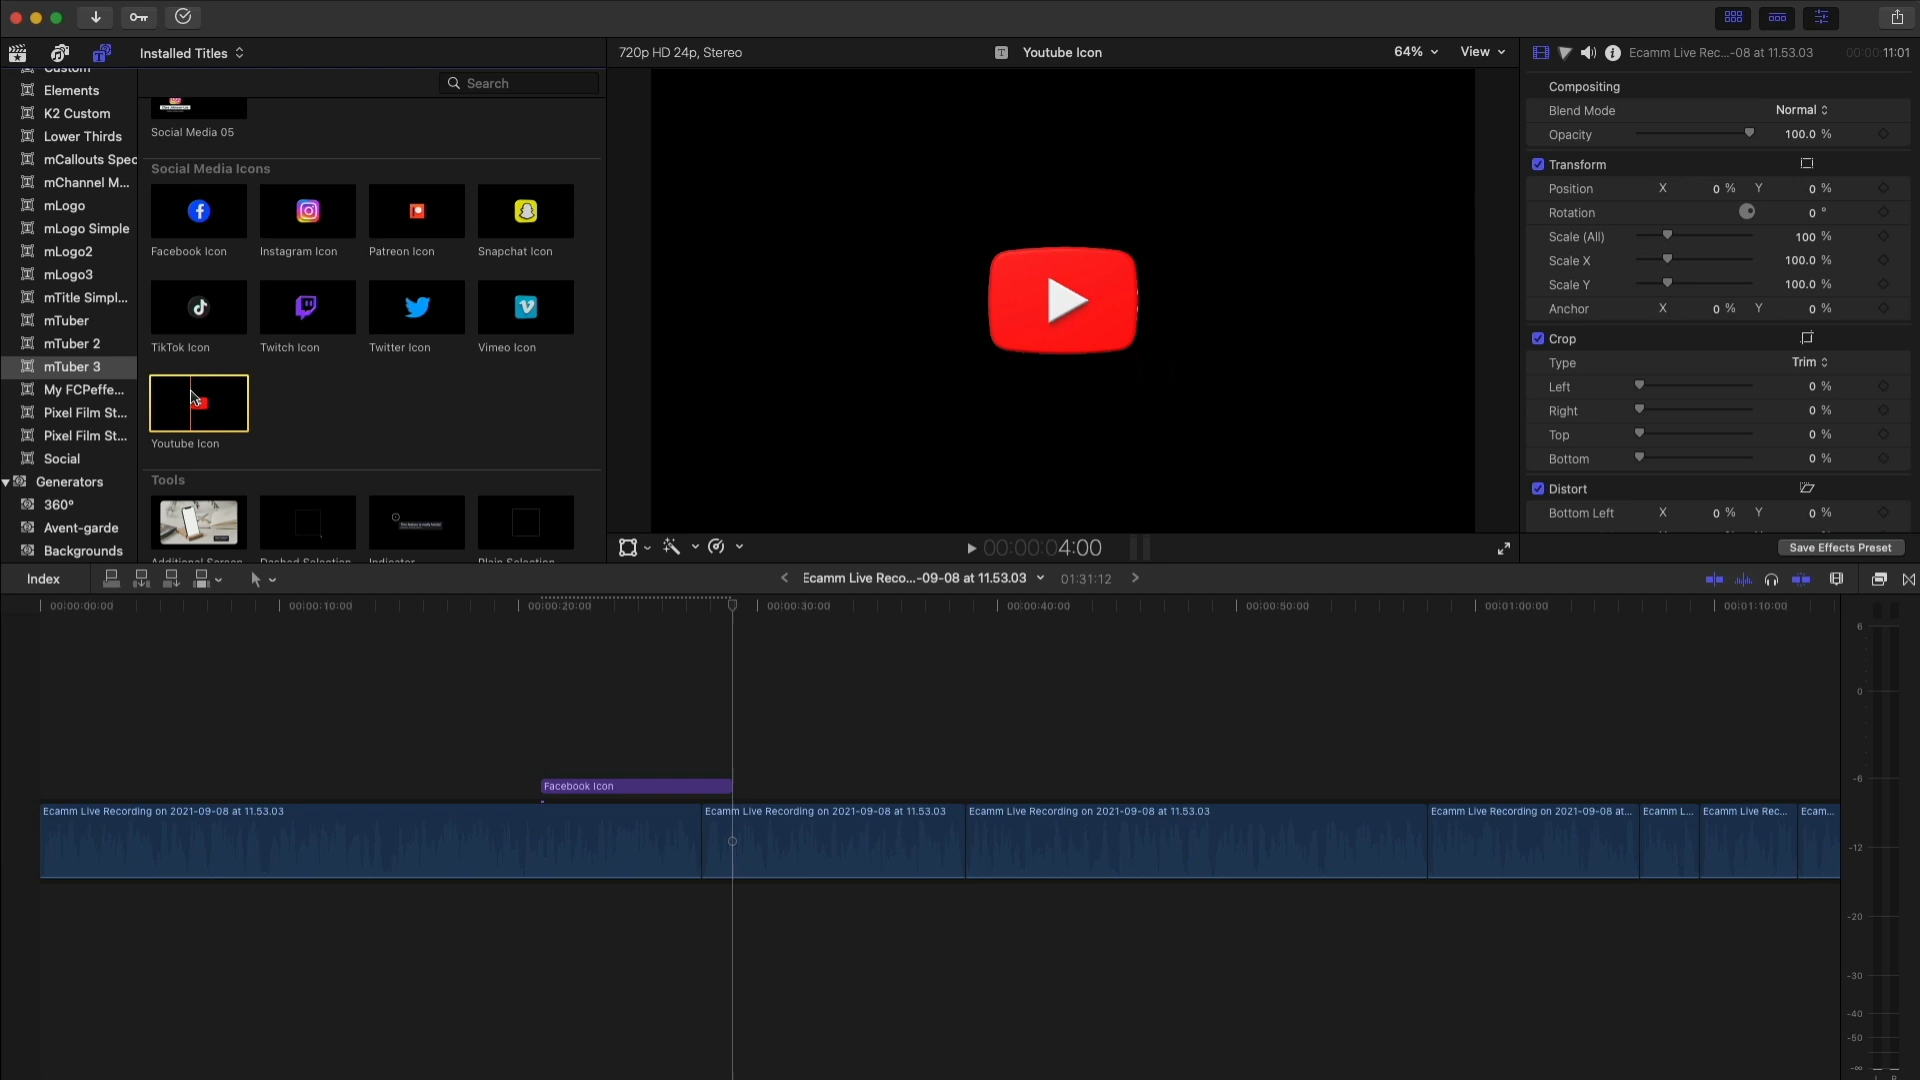 Installed Titles
720p HD 24p, Stereo
Youtube Icon
64%
View
Ecamm Live Rec...-08 at 11.53.03
00:00:11:01
Custom
Elements
K2 Custom
Lower Thirds
mCallouts Spec
mChannel M...
mLogo
mLogo Simple
mLogo2
mLogo3
mTitle Simpl...
mTuber
mTuber 2
mTuber 3
My FCPeffe...
Pixel Film St...
Pixel Film St...
Social
Generators
360°
Avent-garde
Backgrounds
Search
Social Media 05
Social Media Icons
Facebook Icon
Instagram Icon
Patreon Icon
Snapchat Icon
TikTok Icon
Twitch Icon
Twitter Icon
Vimeo Icon
Youtube Icon
Tools
Additional Screen
Dashed Selection
Indicator
Plain Selection
00:00:04:00
Compositing
Blend Mode
Normal
Opacity
100.0 %
Transform
Position X 0 % Y 0 %
Rotation 0 °
Scale (All) 100 %
Scale X 100.0 %
Scale Y 100.0 %
Anchor X 0 % Y 0 %
Crop
Type
Trim
Left 0 %
Right 0 %
Top 0 %
Bottom 0 %
Distort
Bottom Left X 0 % Y 0 %
Save Effects Preset
Index
Ecamm Live Reco...-09-08 at 11.53.03
01:31:12
00:00:00:00
00:00:10:00
00:00:20:00
00:00:30:00
00:00:40:00
00:00:50:00
00:01:00:00
00:01:10:00
Facebook Icon
Ecamm Live Recording on 2021-09-08 at 11.53.03
Ecamm Live Recording on 2021-09-08 at 11.53.03
Ecamm Live Recording on 2021-09-08 at 11.53.03
Ecamm Live Recording on 2021-09-08 at...
Ecamm L...
Ecamm Live Rec...
Ecam...
6
0
-6
-12
-20
-30
-40
-50
-∞
L R